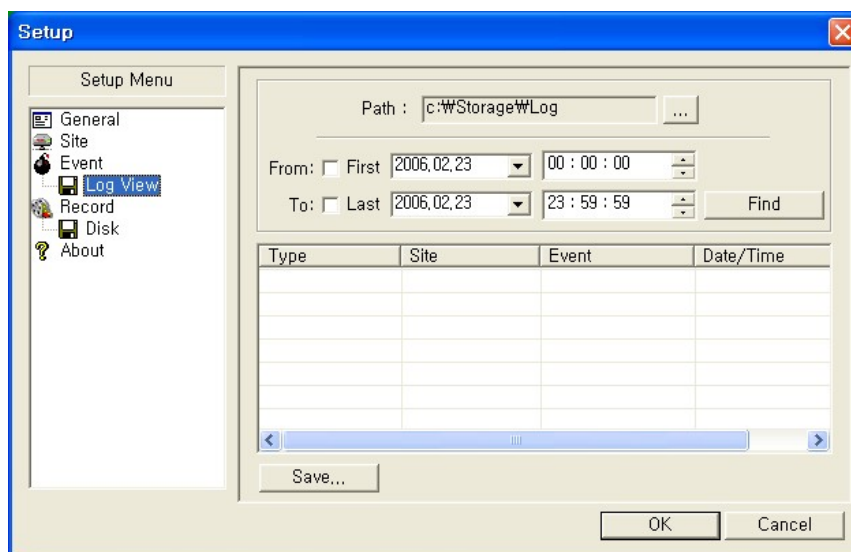 Setup
Setup Menu
General
Site
Event
Log View
Record
Disk
About
Path : c:₩Storage₩Log ...
From: First 2006,02,23 00 : 00 : 00
To: Last 2006,02,23 23 : 59 : 59 Find
Type Site Event Date/Time
Save,,,
OK Cancel